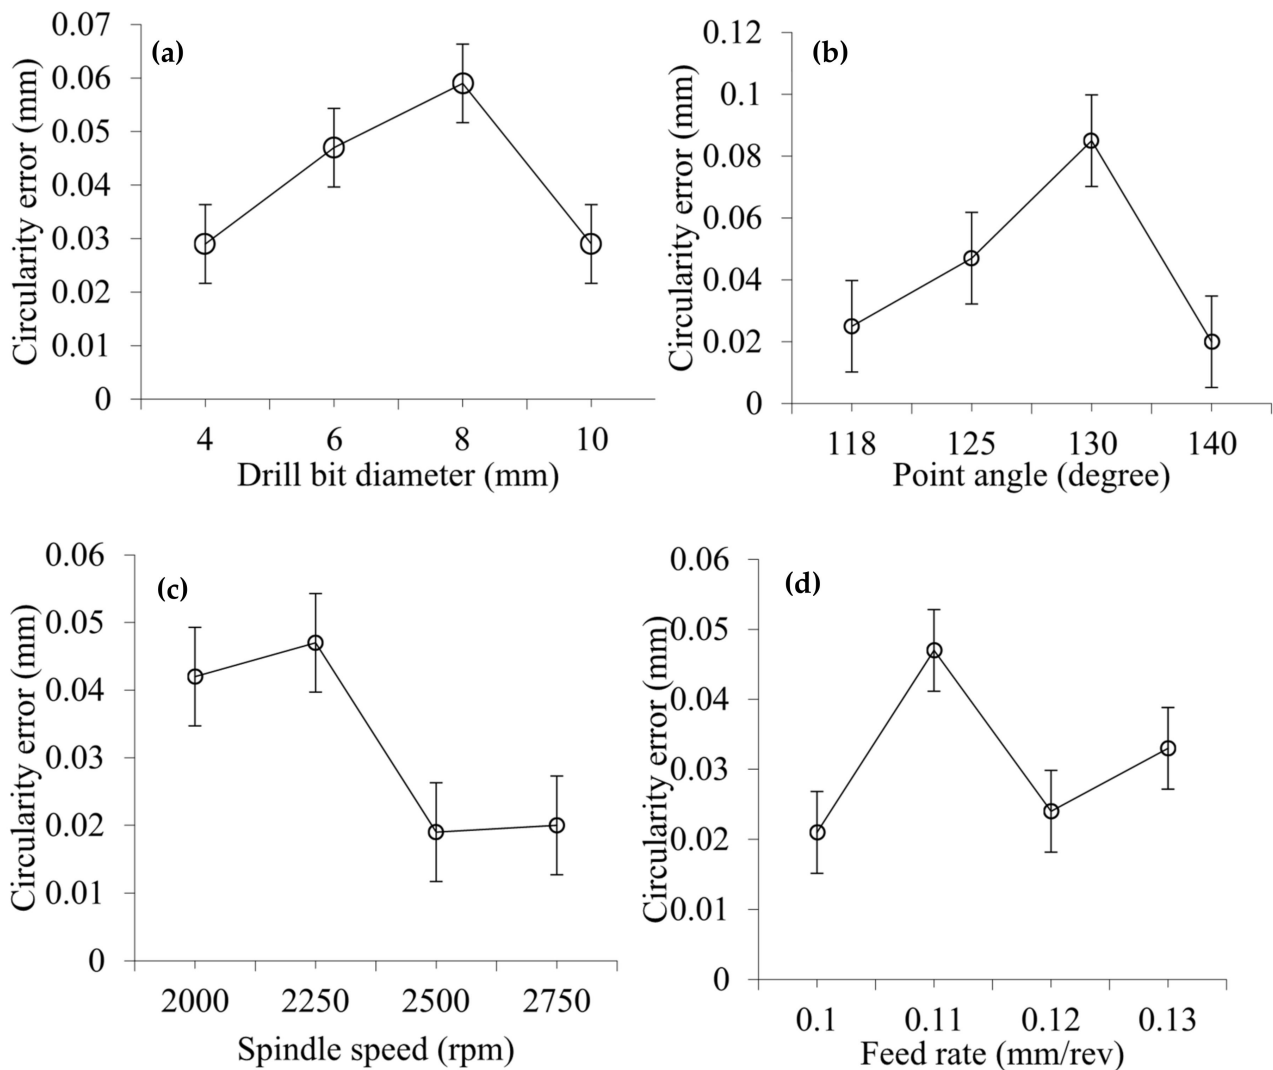 (a)
Circularity error (mm)
0.07
0.06
0.05
0.04
0.03
0.02
0.01
0
4 6 8 10
Drill bit diameter (mm)
(b)
Circularity error (mm)
0.12
0.1
0.08
0.06
0.04
0.02
0
118 125 130 140
Point angle (degree)
(c)
Circularity error (mm)
0.06
0.05
0.04
0.03
0.02
0.01
0
2000 2250 2500 2750
Spindle speed (rpm)
(d)
Circularity error (mm)
0.06
0.05
0.04
0.03
0.02
0.01
0
0.1 0.11 0.12 0.13
Feed rate (mm/rev)